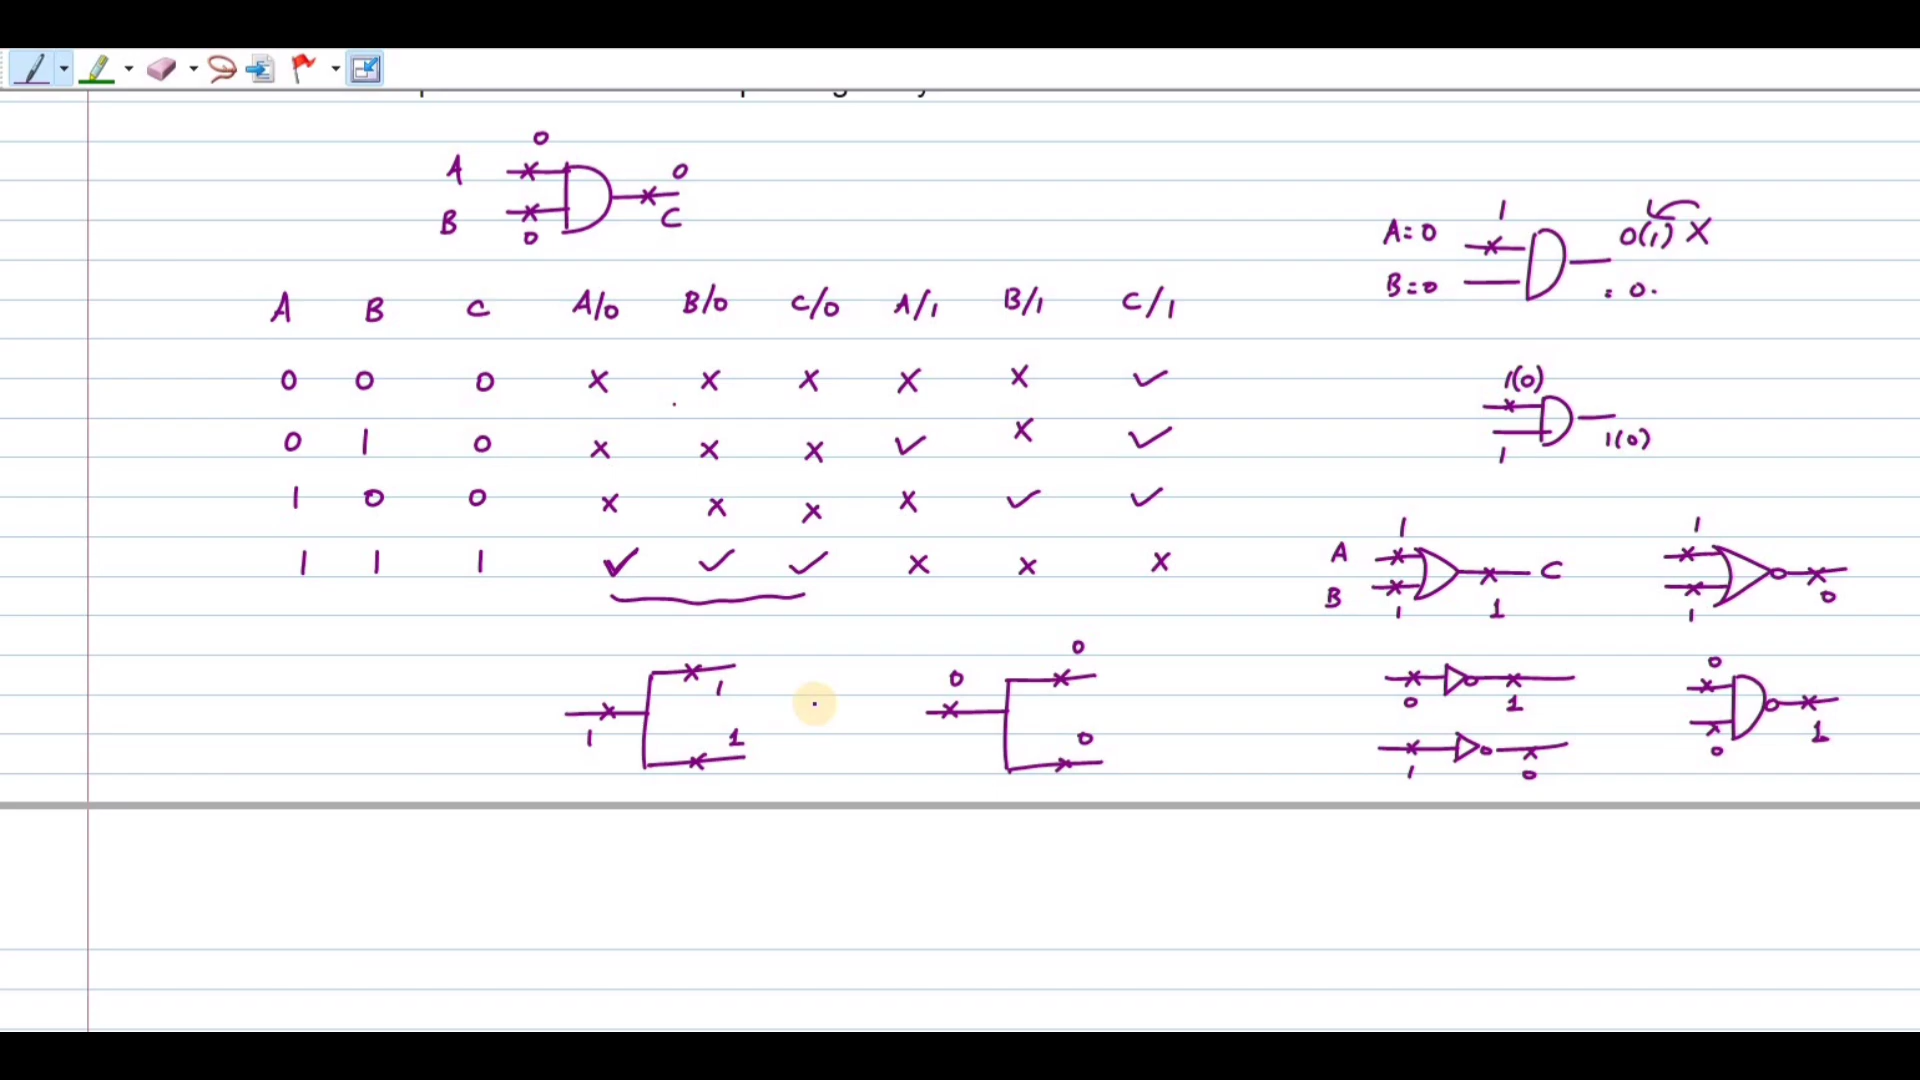 0
A 0
B C
0
1
A=0 0(1) X
B=0 : 0.
A B C A/0 B/0 C/0 A/1 B/1 C/1
0 0 0 x x x x x ✓
0 1 0 x x x ✓ x ✓
1 0 0 x x x x ✓ ✓
1 1 1 ✓ ✓ ✓ x x x
1(0)
1(0)
1
1 1
A C
B
1 1 1 0
0
0 1
1 1
0
0 0
0 1
1 0
0
0 1